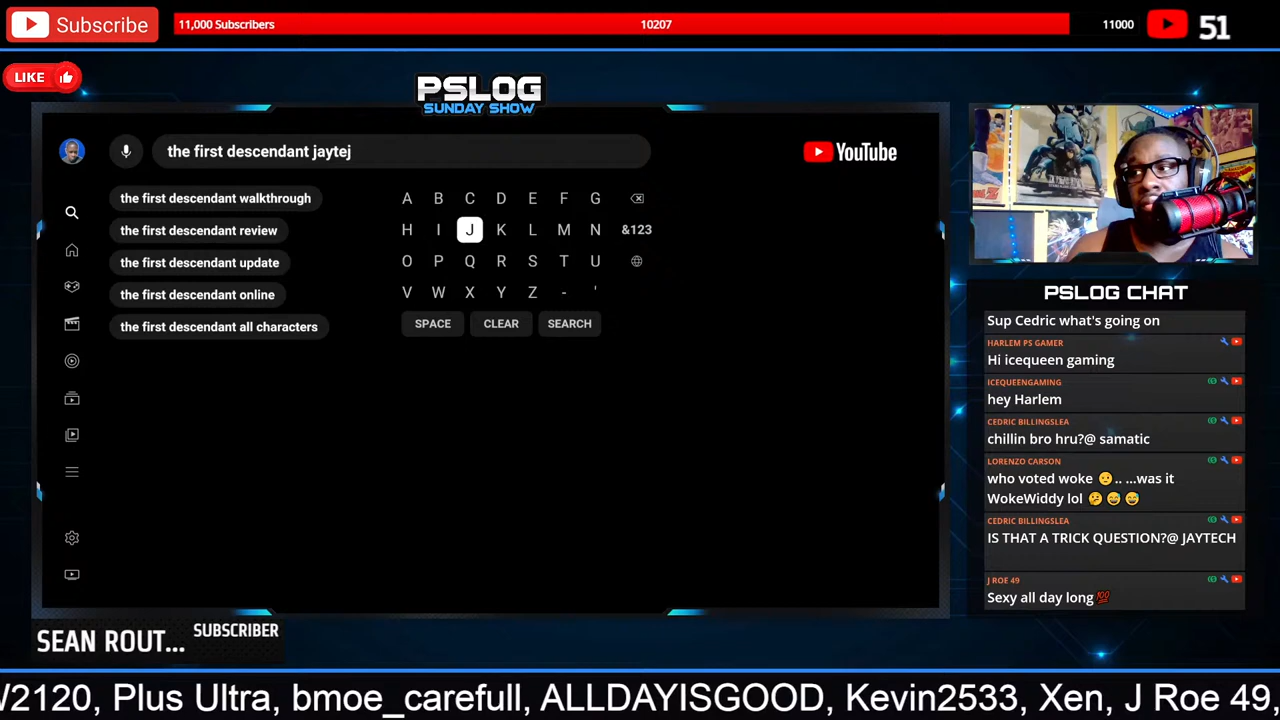 Subscribe
11,000 Subscribers
10207
11000
51
LIKE
PSLOG
SUNDAY SHOW
the first descendant jaytej
YouTube
the first descendant walkthrough
the first descendant review
the first descendant update
the first descendant online
the first descendant all characters
A B C D E F G
H I J K L M N &123
O P Q R S T U
V W X Y Z - '
SPACE CLEAR SEARCH
PSLOG CHAT
Sup Cedric what's going on
HARLEM PS GAMER
Hi icequeen gaming
ICEQUEENGAMING
hey Harlem
CEDRIC BILLINGSLEA
chillin bro hru?@ samatic
LORENZO CARSON
who voted woke 🤨.. ...was it
WokeWiddy lol 🤔😅😅
CEDRIC BILLINGSLEA
IS THAT A TRICK QUESTION?@ JAYTECH
J ROE 49
Sexy all day long💯
SEAN ROUT...
SUBSCRIBER
V2120, Plus Ultra, bmoe_carefull, ALLDAYISGOOD, Kevin2533, Xen, J Roe 49,